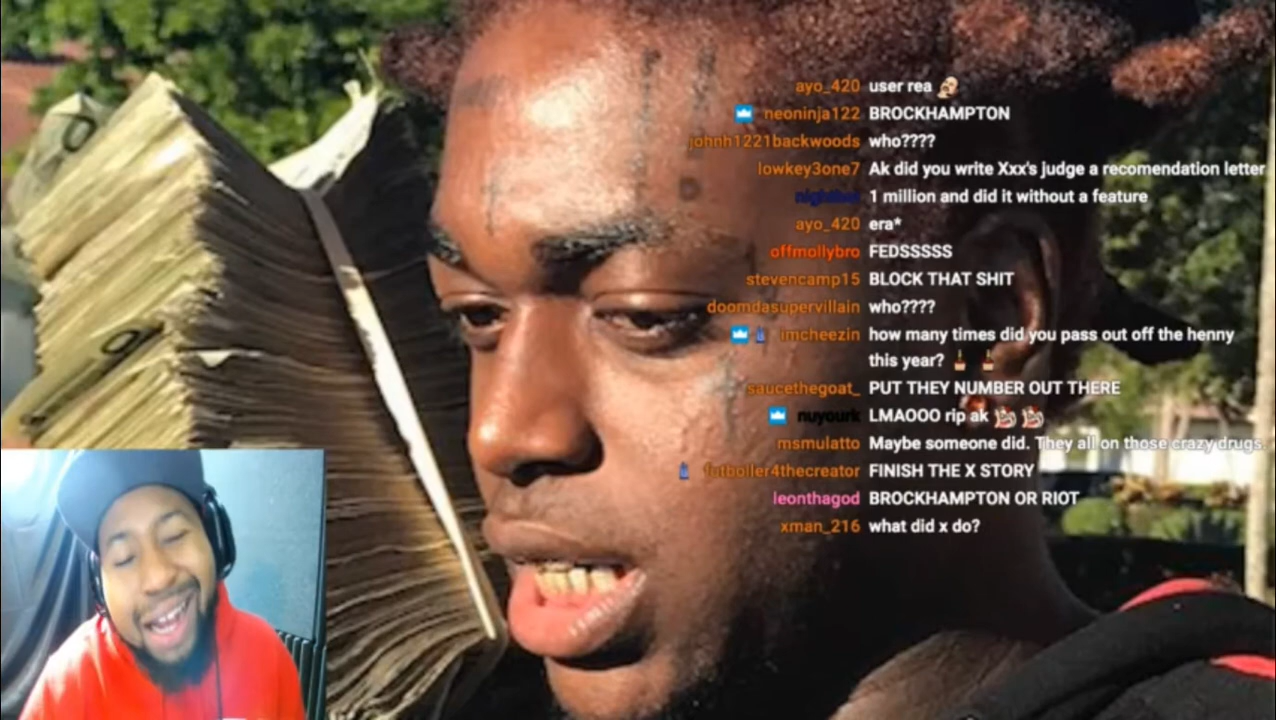 ayo_420 user rea
neoninja122 BROCKHAMPTON
johnh1221backwoods who????
lowkey3one7 Ak did you write Xxx's judge a recomendation letter
nightbot 1 million and did it without a feature
ayo_420 era*
offmollybro FEDSSSSS
stevencamp15 BLOCK THAT SHIT
doomdasupervillain who????
imcheezin how many times did you pass out off the henny
this year?
saucethegoat_ PUT THEY NUMBER OUT THERE
nuyourk LMAOOO rip ak
msmulatto Maybe someone did. They all on those crazy drugs.
futboller4thecreator FINISH THE X STORY
leonthagod BROCKHAMPTON OR RIOT
xman_216 what did x do?